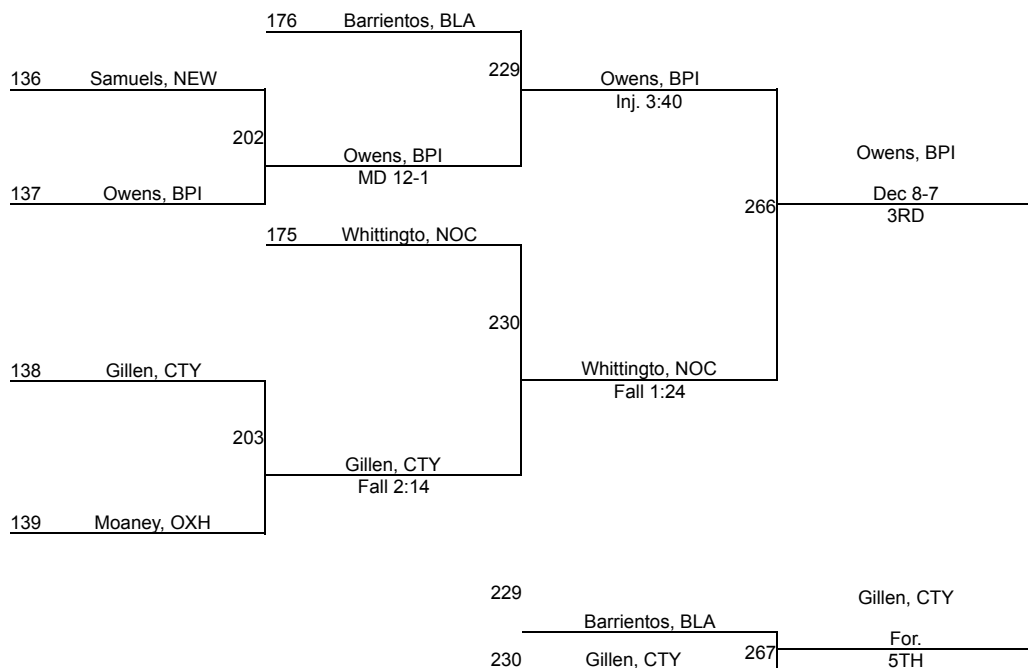 176 Barrientos, BLA
229
136 Samuels, NEW
Owens, BPI
Inj. 3:40
202
Owens, BPI
MD 12-1
Owens, BPI
137 Owens, BPI
266
Dec 8-7
3RD
175 Whittingto, NOC
230
138 Gillen, CTY
Whittingto, NOC
Fall 1:24
203
Gillen, CTY
Fall 2:14
139 Moaney, OXH
229
Gillen, CTY
Barrientos, BLA
For.
230 Gillen, CTY
267
5TH